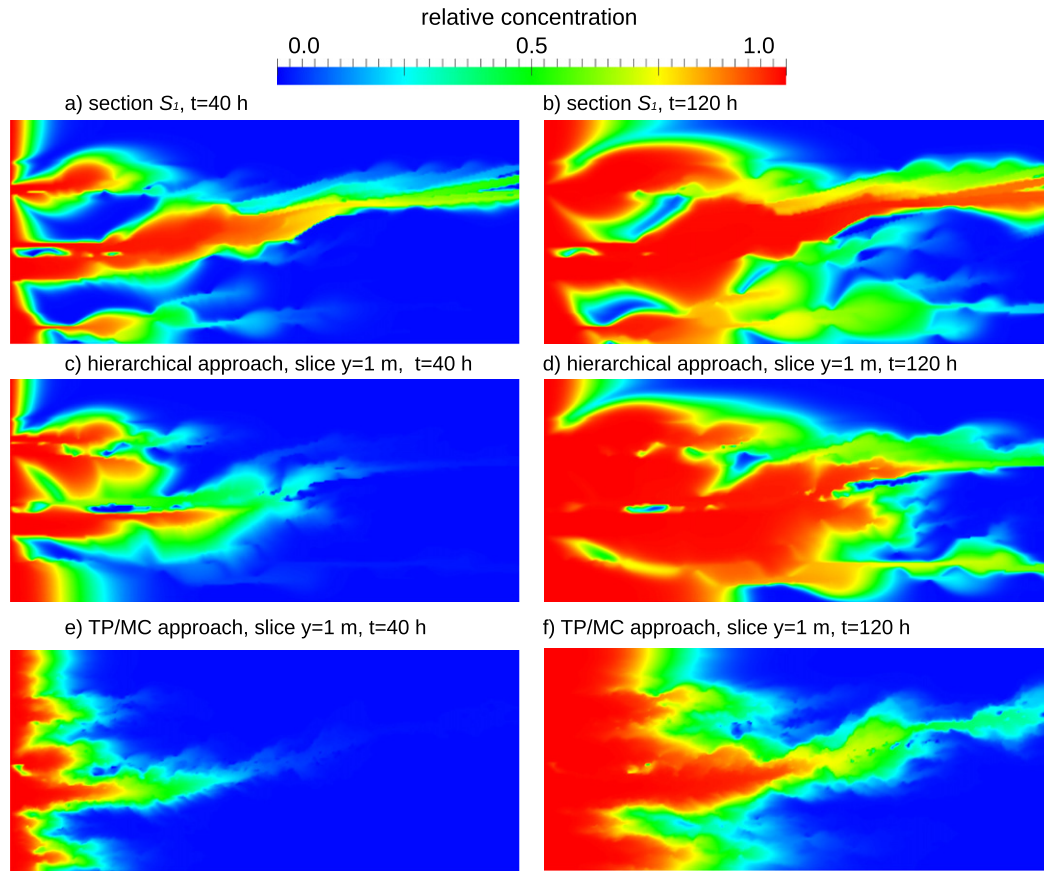 relative concentration
0.0 0.5 1.0
a) section S1, t=40 h
b) section S1, t=120 h
c) hierarchical approach, slice y=1 m, t=40 h
d) hierarchical approach, slice y=1 m, t=120 h
e) TP/MC approach, slice y=1 m, t=40 h
f) TP/MC approach, slice y=1 m, t=120 h